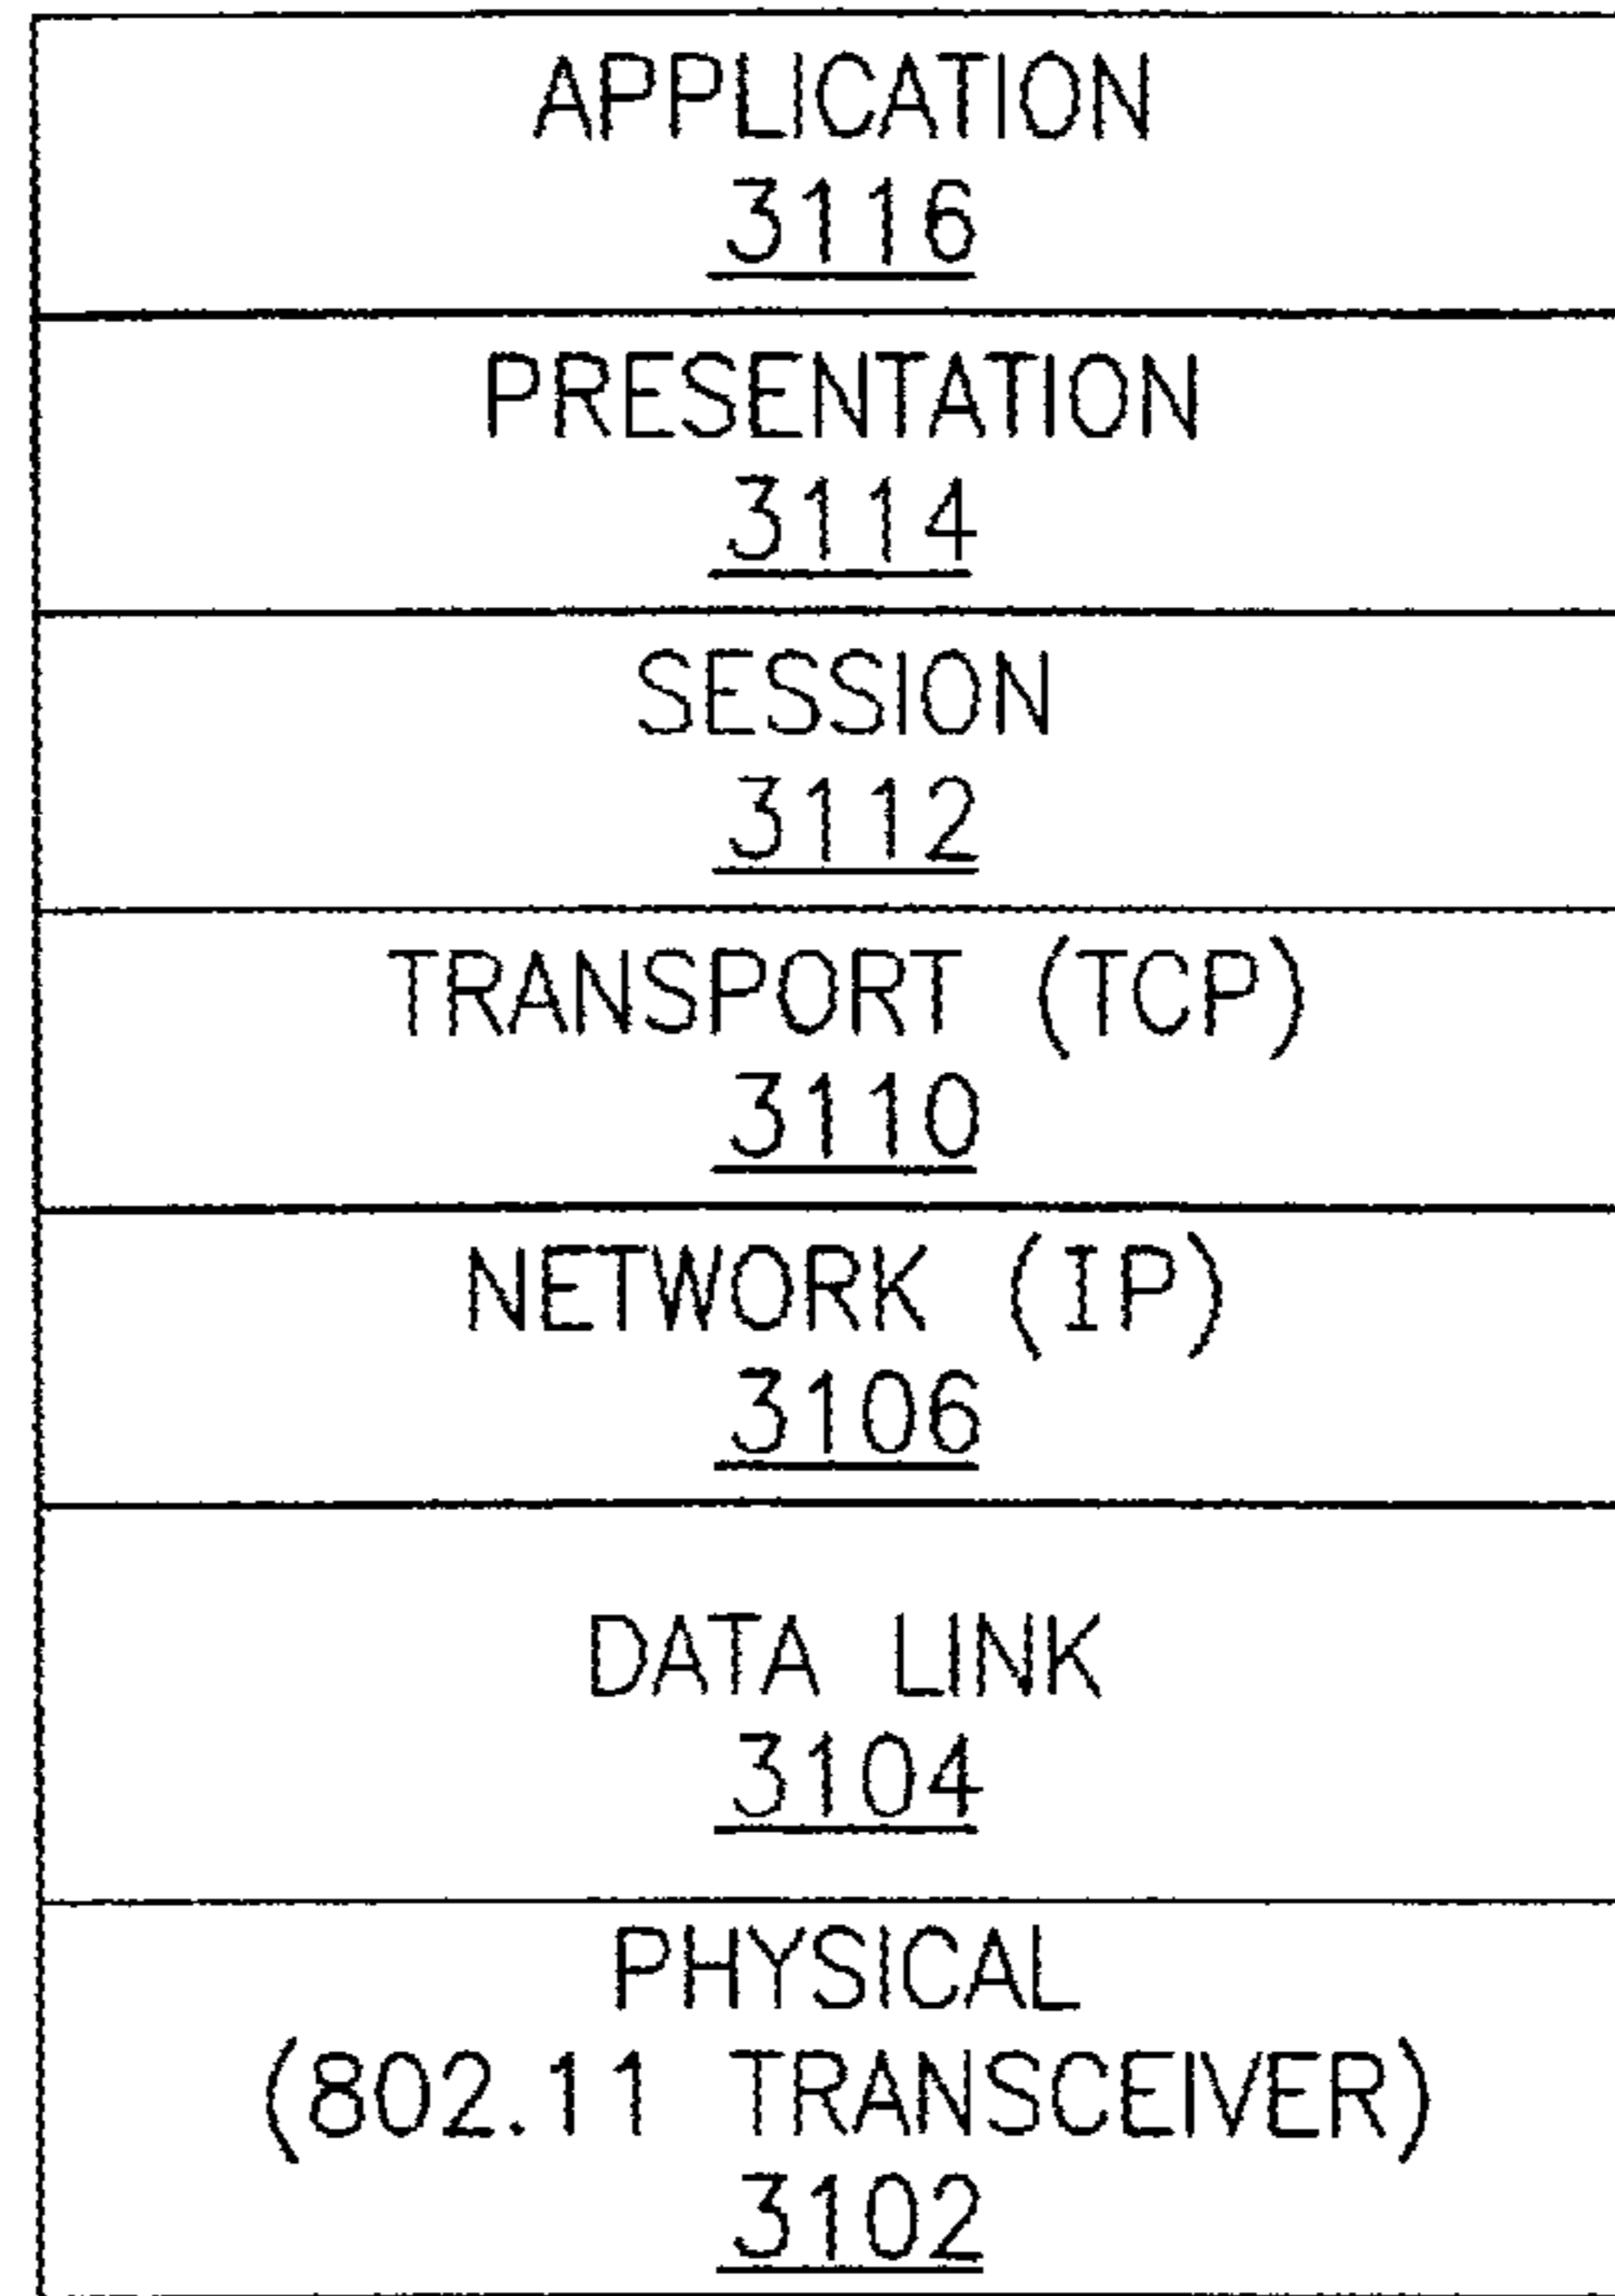 APPLICATION
3116
PRESENTATION
3114
SESSION
3112
TRANSPORT (TCP)
3110
NETWORK (IP)
3106
DATA LINK
3104
PHYSICAL
(802.11 TRANSCEIVER)
3102